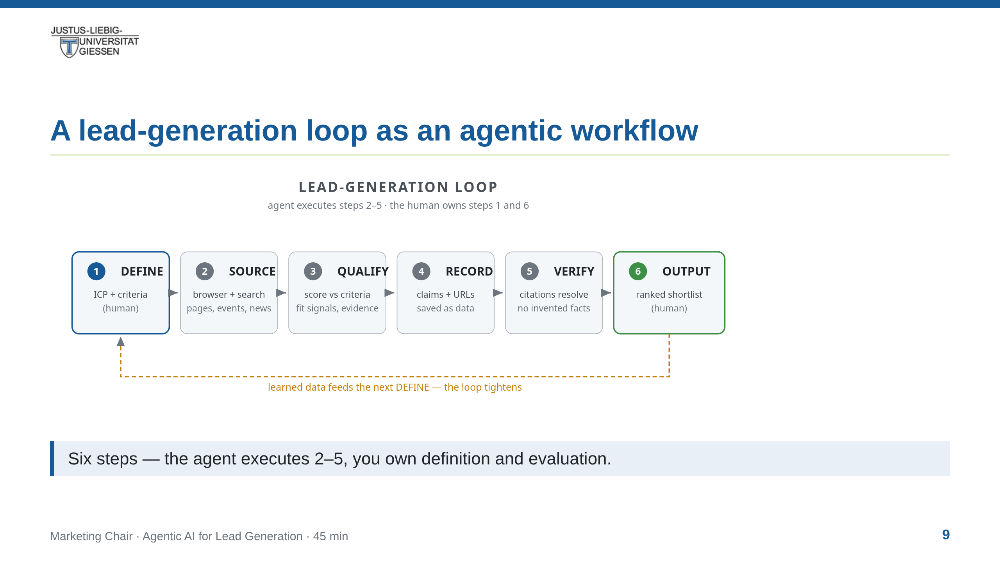 JUSTUS-LIEBIG-
UNIVERSITÄT
GIESSEN
A lead-generation loop as an agentic workflow
LEAD-GENERATION LOOP
agent executes steps 2–5 · the human owns steps 1 and 6
1 DEFINE
ICP + criteria
(human)
2 SOURCE
browser + search
pages, events, news
3 QUALIFY
score vs criteria
fit signals, evidence
4 RECORD
claims + URLs
saved as data
5 VERIFY
citations resolve
no invented facts
6 OUTPUT
ranked shortlist
(human)
learned data feeds the next DEFINE — the loop tightens
Six steps — the agent executes 2–5, you own definition and evaluation.
Marketing Chair · Agentic AI for Lead Generation · 45 min
9